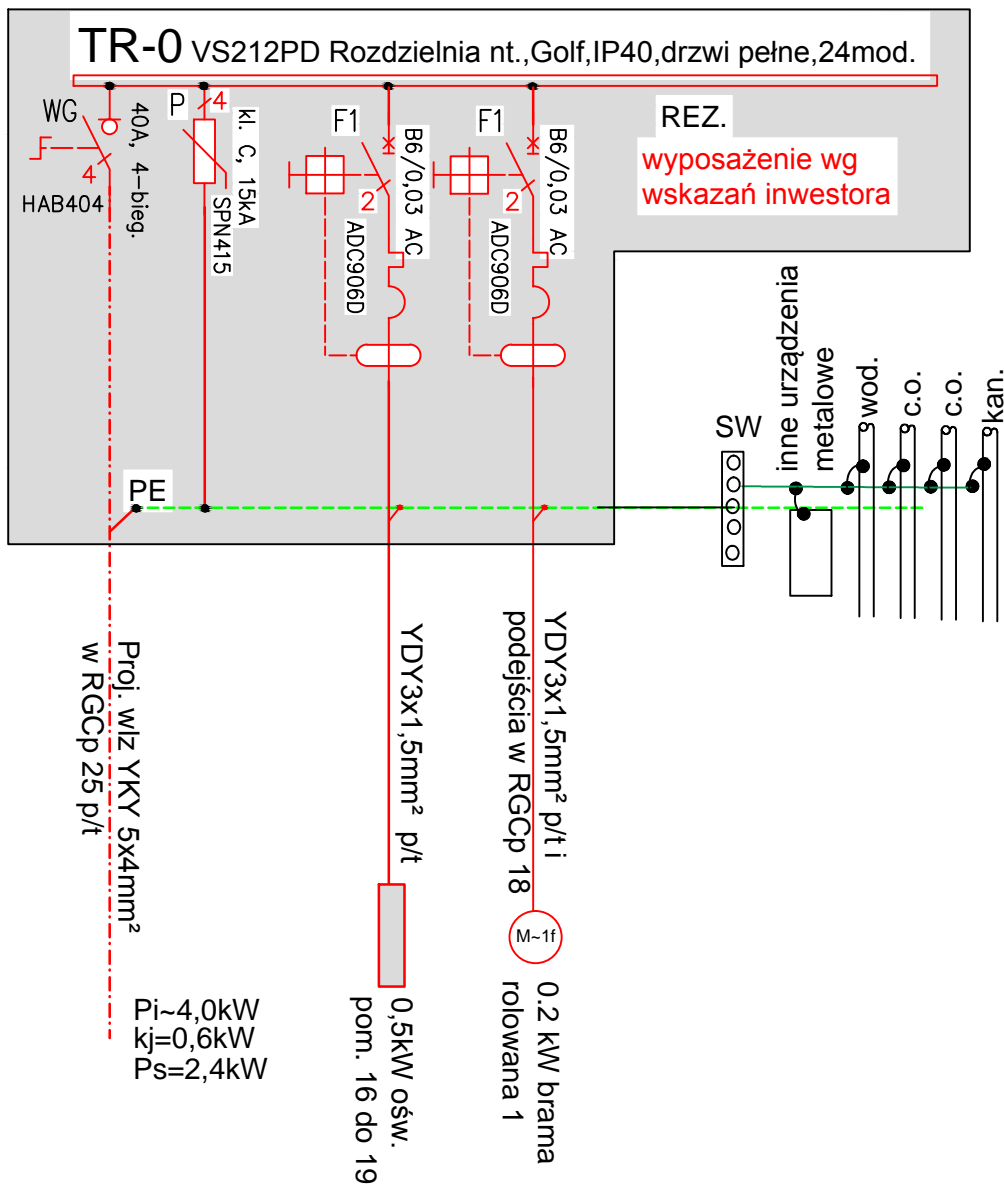 TR-0 VS212PD Rozdzielnia nt.,Golf,IP40,drzwi pełne,24mod.
WG
4
HAB404
40A, 4-bieg.
P
4
kl. C, 15kA
SPN415
F1
2
B6/0,03 AC
ADC906D
F1
2
B6/0,03 AC
ADC906D
REZ.
wyposażenie wg
wskazań inwestora
PE
SW
inne urządzenia
metalowe
wod.
c.o.
c.o.
kan.
Proj. wlz YKY 5x4mm²
w RGCp 25 p/t
YDY3x1,5mm² p/t
YDY3x1,5mm² p/t i
podejścia w RGCp 18
M~1f
Pi~4,0kW
kj=0,6kW
Ps=2,4kW
0,5kW ośw.
pom. 16 do 19
0.2 kW brama
rolowana 1